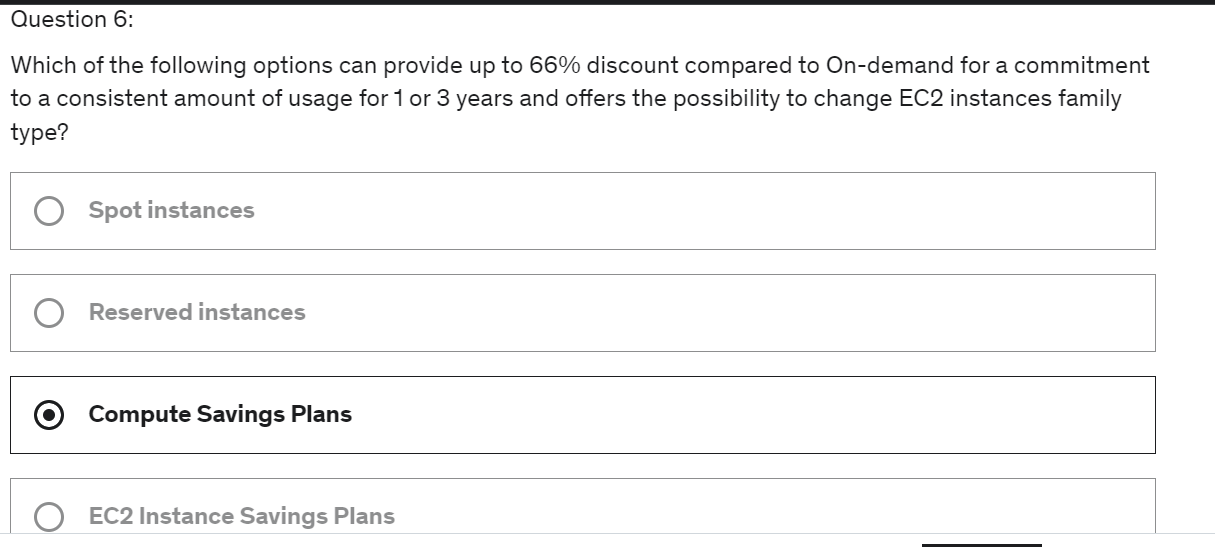 Question 6:
Which of the following options can provide up to 66% discount compared to On-demand for a commitment
to a consistent amount of usage for 1 or 3 years and offers the possibility to change EC2 instances family
type?
Spot instances
Reserved instances
Compute Savings Plans
EC2 Instance Savings Plans